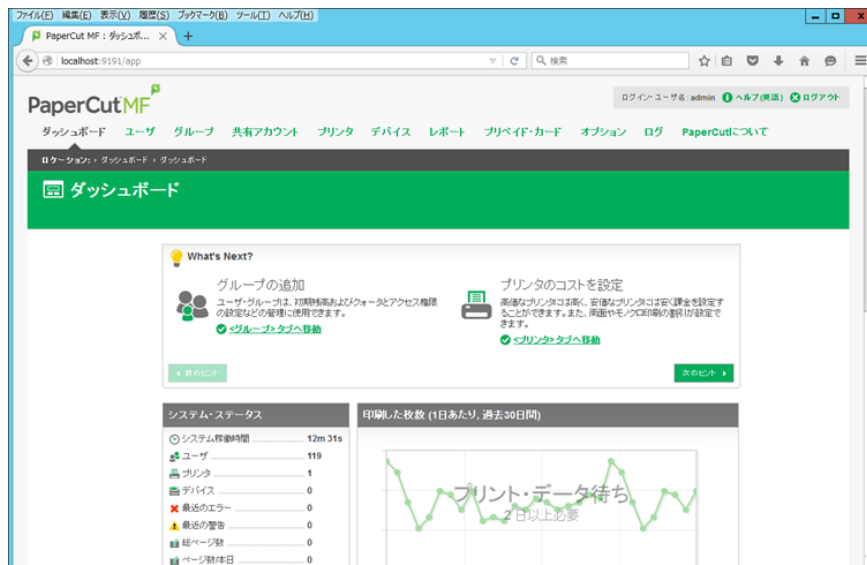 ファイル(F) 編集(E) 表示(V) 履歴(S) ブックマーク(B) ツール(T) ヘルプ(H)
PaperCut MF : ダッシュボ...
localhost:9191/app
検索
PaperCut MF
ログイン・ユーザ名: admin ヘルプ(英語) ログアウト
ダッシュボード ユーザ グループ 共有アカウント プリンタ デバイス レポート プリペイド・カード オプション ログ PaperCutについて
ロケーション: › ダッシュボード › ダッシュボード
ダッシュボード
What's Next?
グループの追加
ユーザ・グループは、初期残高およびクォータとアクセス権限
の設定などの管理に使用できます。
<グループ>タブへ移動
プリンタのコストを設定
高価なプリンタコは高く、安価なプリンタコは安く課金を設定す
ることができます。また、両面やモノクロ印刷の割引が設定で
きます。
<プリンタ>タブへ移動
前のヒント
次のヒント
システム・ステータス
システム稼働時間 12m 31s
ユーザ 119
プリンタ 1
デバイス 0
最近のエラー 0
最近の警告 0
総ページ数 0
ページ数/本日 0
印刷した枚数 (1日あたり, 過去30日間)
プリント・データ待ち
2 日以上必要